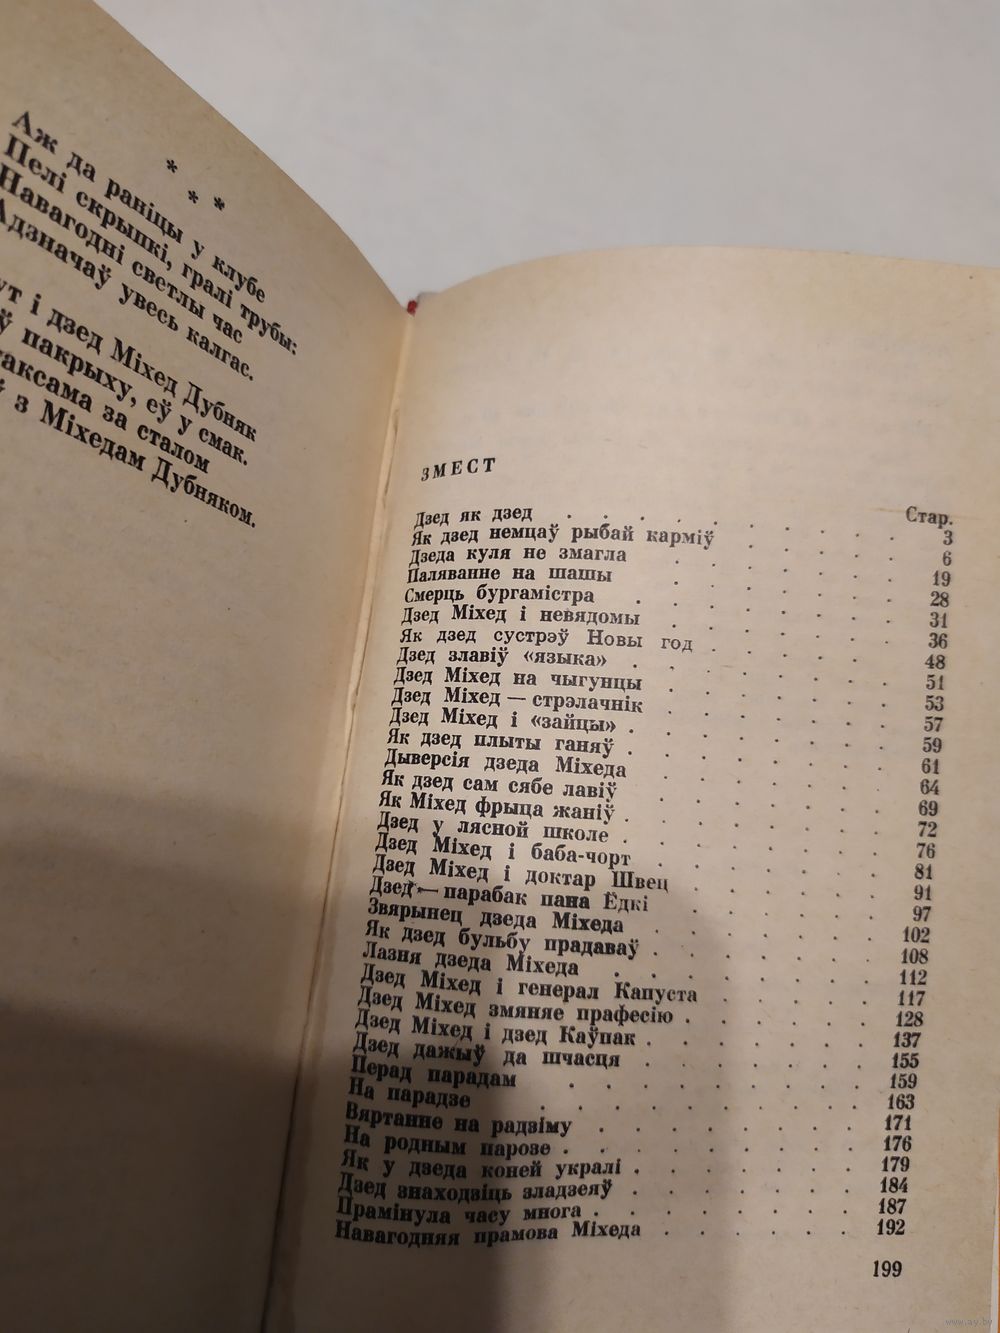 * * *
Аж да раніцы у клубе
Пелі скрыпкі, гралі трубы:
Навагодні светлы час
Адзначаў увесь калгас.
і дзед Міхед Дубняк
пакрыху, еў у смак.
за сталом
з Міхедам Дубняком.
ЗМЕСТ
Стар.
Дзед як дзед . . . . . . . . . 3
Як дзед немцаў рыбай карміў . . . . 6
Дзеда куля не змагла . . . . . . 19
Паляванне на шашы . . . . . . 28
Смерць бургамістра . . . . . . 31
Дзед Міхед і невядомы . . . . . 36
Як дзед сустрэў Новы год . . . . 48
Дзед злавіў «языка» . . . . . . 51
Дзед Міхед на чыгунцы . . . . . 53
Дзед Міхед — стрэлачнік . . . . . 57
Дзед Міхед і «зайцы» . . . . . . 59
Як дзед плыты ганяў . . . . . . 61
Дыверсія дзеда Міхеда . . . . . 64
Як дзед сам сябе лавіў . . . . . 69
Як Міхед фрыца жаніў . . . . . . 72
Дзед у лясной школе . . . . . . 76
Дзед Міхед і баба-чорт . . . . . 81
Дзед Міхед і доктар Швец . . . . 91
Дзед — парабак пана Ёдкі . . . . 97
Звярынец дзеда Міхеда . . . . . 102
Як дзед бульбу прадаваў . . . . . 108
Лазня дзеда Міхеда . . . . . . 112
Дзед Міхед і генерал Капуста . . . . 117
Дзед Міхед змяняе прафесію . . . . 128
Дзед Міхед і дзед Каўпак . . . . . 137
Дзед дажыў да шчасця . . . . . . 155
Перад парадам . . . . . . . 159
На парадзе . . . . . . . . 163
Вяртанне на радзіму . . . . . . 171
На родным парозе . . . . . . . 176
Як у дзеда коней укралі . . . . . 179
Дзед знаходзіць зладзеяў . . . . . 184
Прамінула часу многа . . . . . . 187
Навагодняя прамова Міхеда . . . . 192
199
www.ay.by